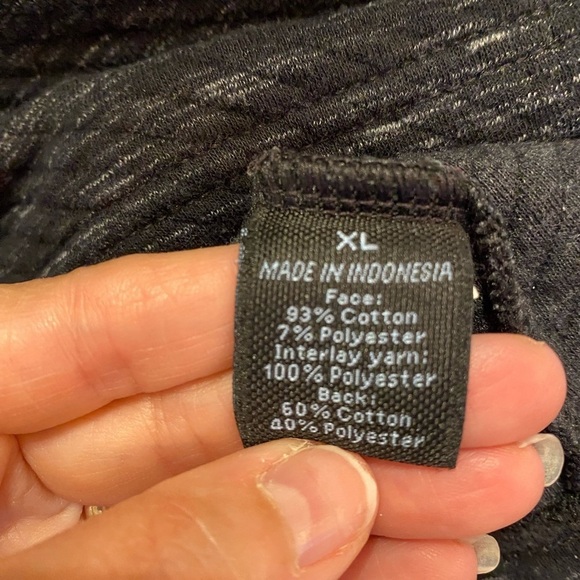 XL
MADE IN INDONESIA
Face:
93% Cotton
7% Polyester
Interlay yarn:
100% Polyester
Back:
60% Cotton
40% Polyester